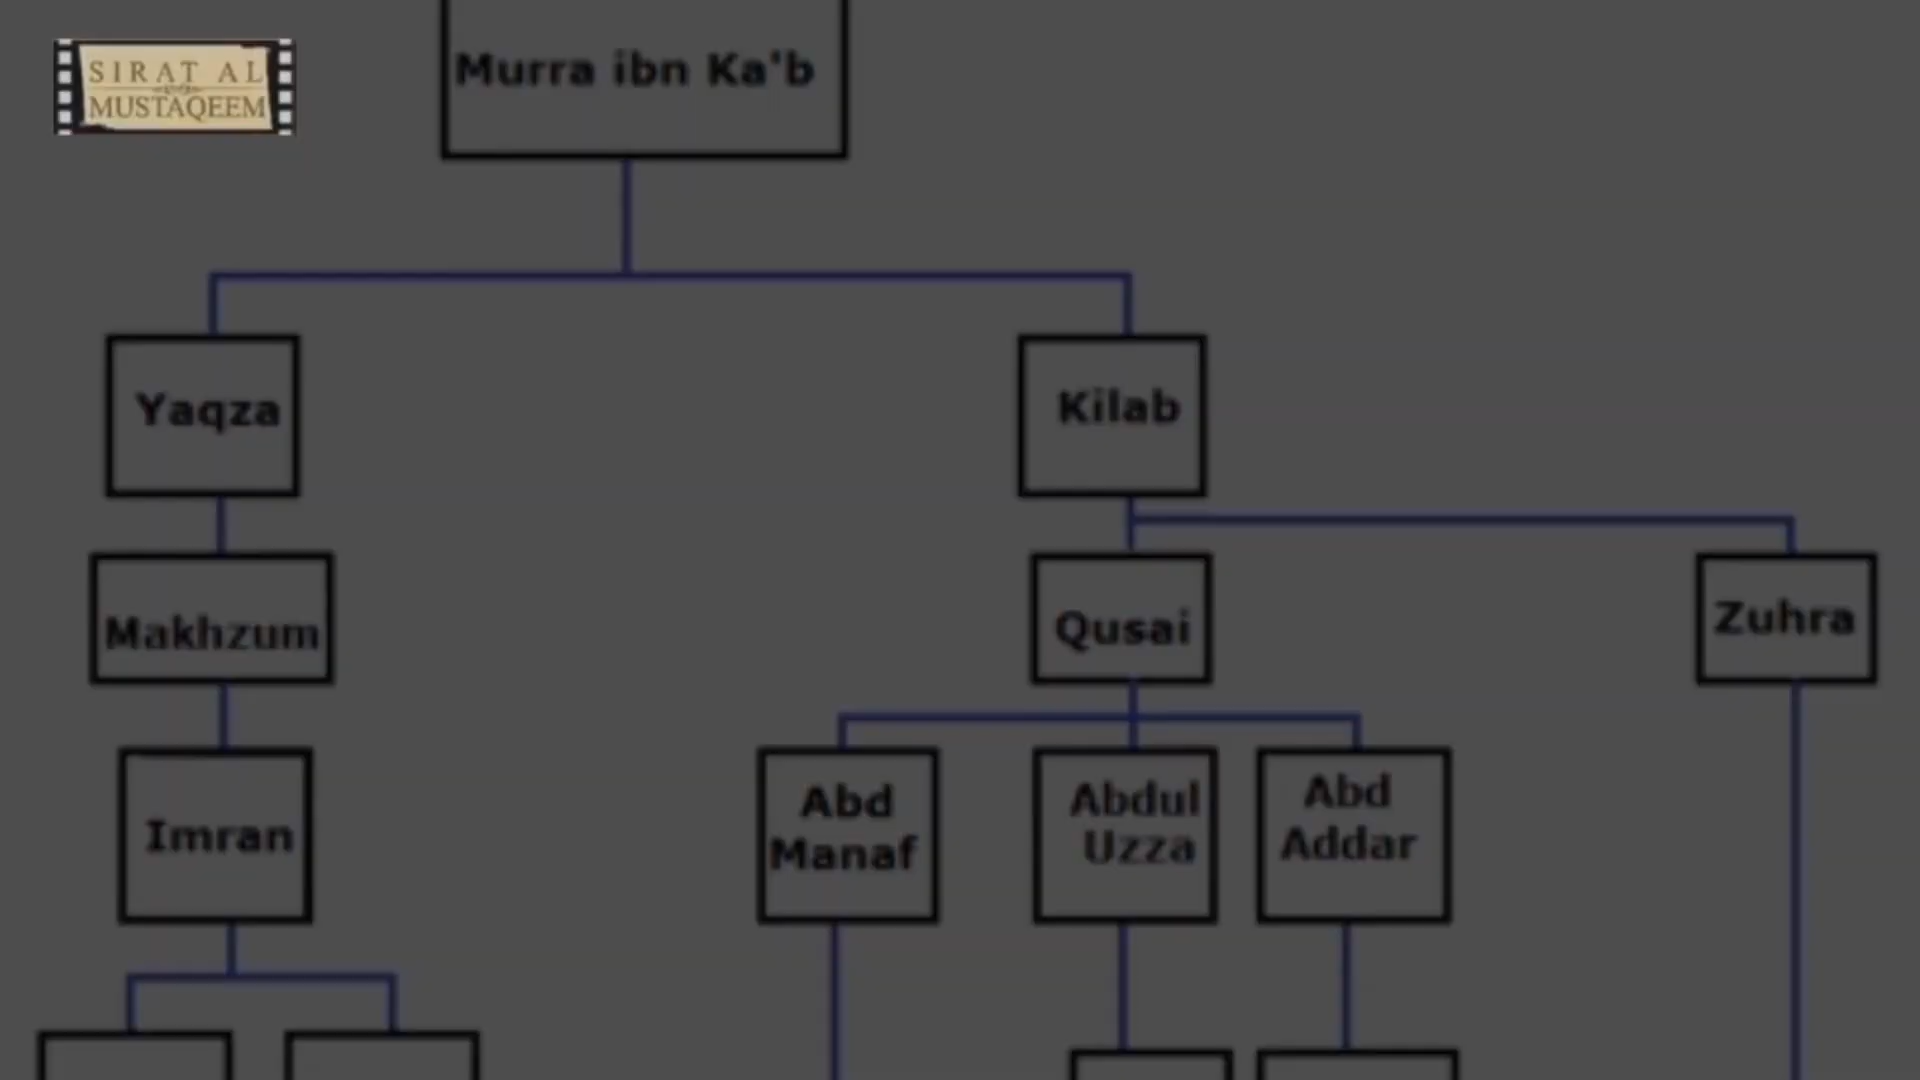 SIRAT AL
MUSTAQEEM
Murra ibn Ka'b
Yaqza
Kilab
Makhzum
Qusai
Zuhra
Imran
Abd
Manaf
Abdul
Uzza
Abd
Addar